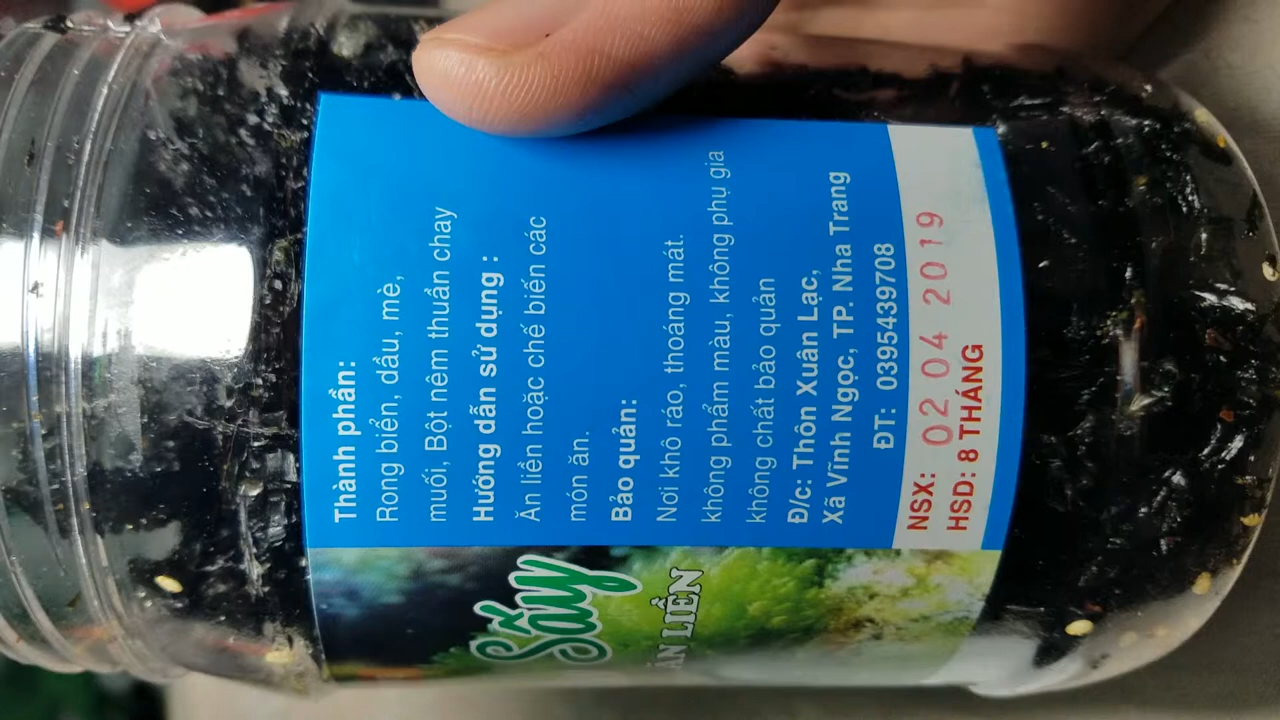 Thành phần:
Rong biển, dầu, mè,
muối, Bột nêm thuần chay
Hướng dẫn sử dụng :
Ăn liền hoặc chế biến các
món ăn.
Bảo quản:
Nơi khô ráo, thoáng mát.
không phẩm màu, không phụ gia
không chất bảo quản
Đ/c: Thôn Xuân Lạc,
Xã Vĩnh Ngọc, TP. Nha Trang
ĐT: 0395439708
NSX: 02 04 2019
HSD: 8 THÁNG
Sấy
ĂN LIỀN